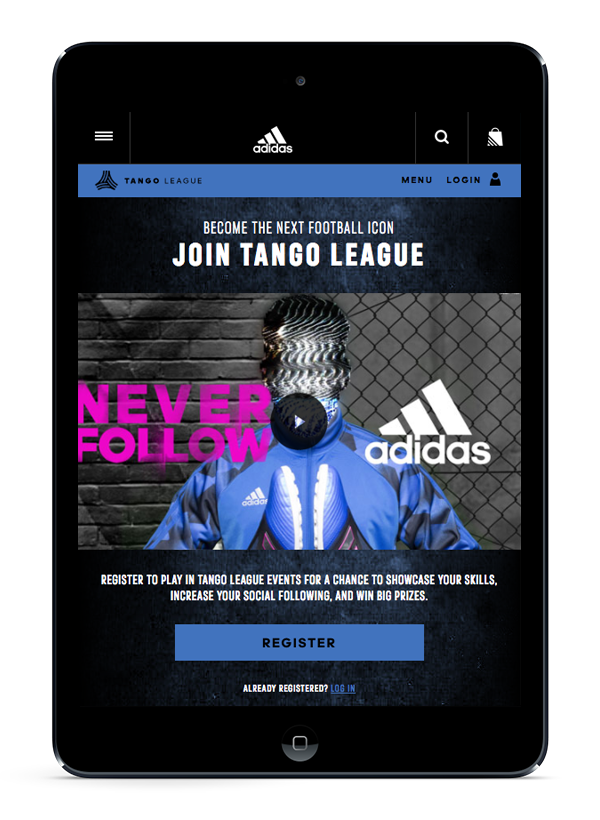 adidas
TANGO LEAGUE
MENU LOGIN
BECOME THE NEXT FOOTBALL ICON
JOIN TANGO LEAGUE
NEVER
FOLLOW
adidas
adidas
REGISTER TO PLAY IN TANGO LEAGUE EVENTS FOR A CHANCE TO SHOWCASE YOUR SKILLS,
INCREASE YOUR SOCIAL FOLLOWING, AND WIN BIG PRIZES.
REGISTER
ALREADY REGISTERED? LOG IN